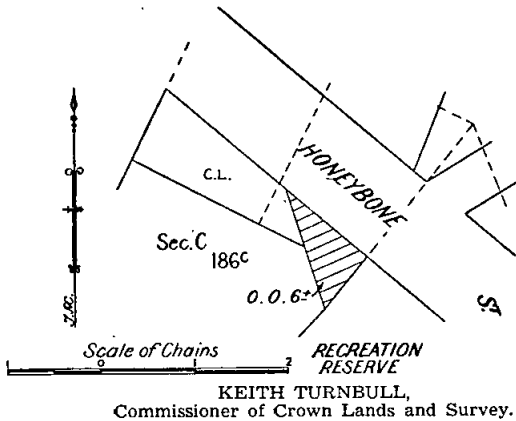 C.L.
HONEYBONE
Sec. C
186ᶜ
0.0.6±
ST
Scale of Chains
1 0 2
RECREATION
RESERVE
KEITH TURNBULL,
Commissioner of Crown Lands and Survey.